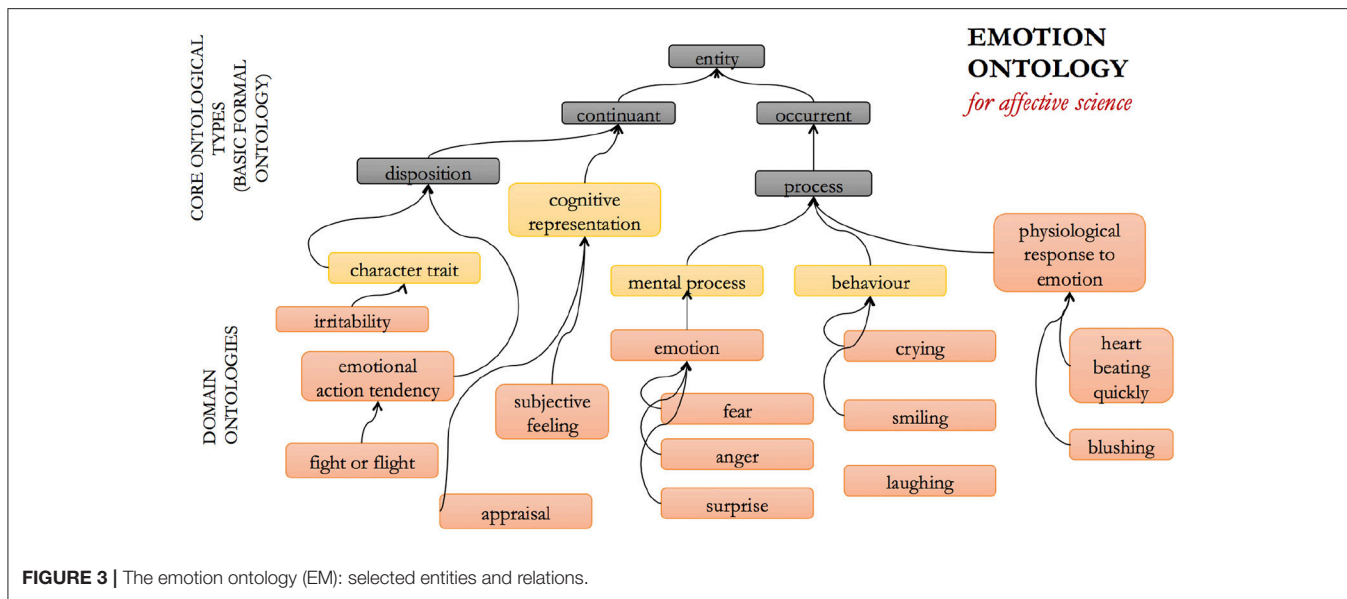 CORE ONTOLOGICAL
TYPES
(BASIC FORMAL
ONTOLOGY)
DOMAIN
ONTOLOGIES
EMOTION
ONTOLOGY
for affective science
entity
continuant
occurrent
disposition
process
cognitive
representation
physiological
response to
emotion
character trait
mental process
behaviour
irritability
emotion
crying
heart
beating
quickly
emotional
action tendency
subjective
feeling
fear
smiling
anger
blushing
fight or flight
laughing
appraisal
surprise
FIGURE 3 | The emotion ontology (EM): selected entities and relations.